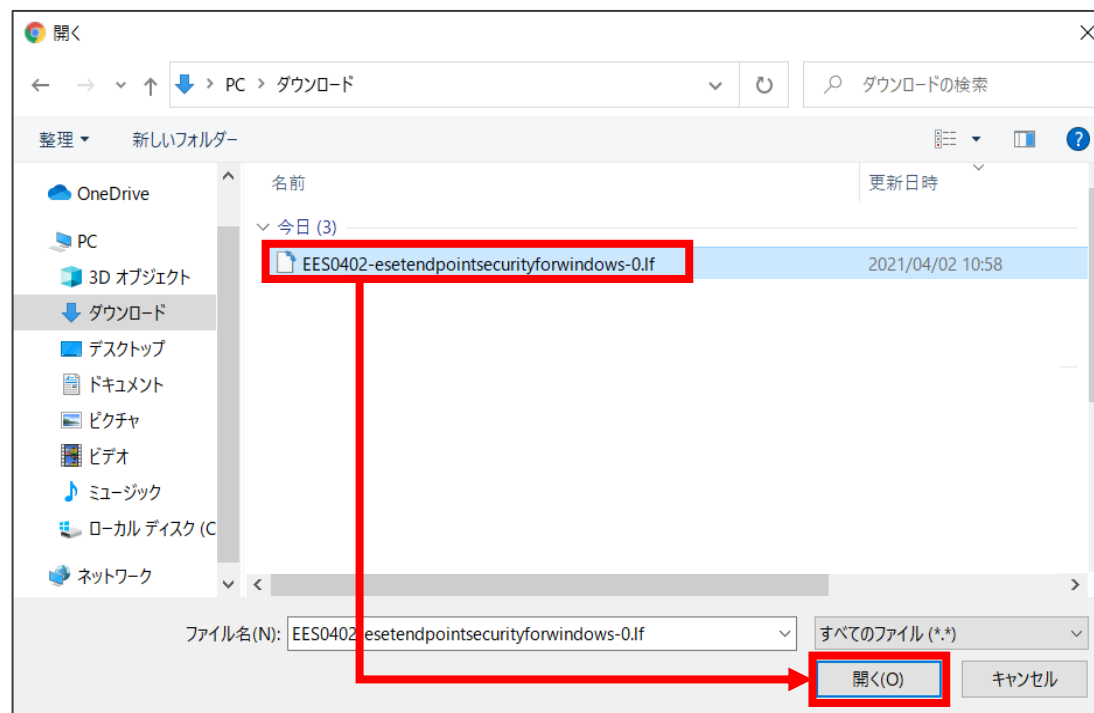 開く
PC > ダウンロード
ダウンロードの検索
整理
新しいフォルダー
?
OneDrive
PC
3D オブジェクト
ダウンロード
デスクトップ
ドキュメント
ピクチャ
ビデオ
ミュージック
ローカル ディスク (C
ネットワーク
名前
更新日時
今日 (3)
EES0402-esetendpointsecurityforwindows-0.lf
2021/04/02 10:58
ファイル名(N):
EES0402-esetendpointsecurityforwindows-0.lf
すべてのファイル (*.*)
開く(O)
キャンセル